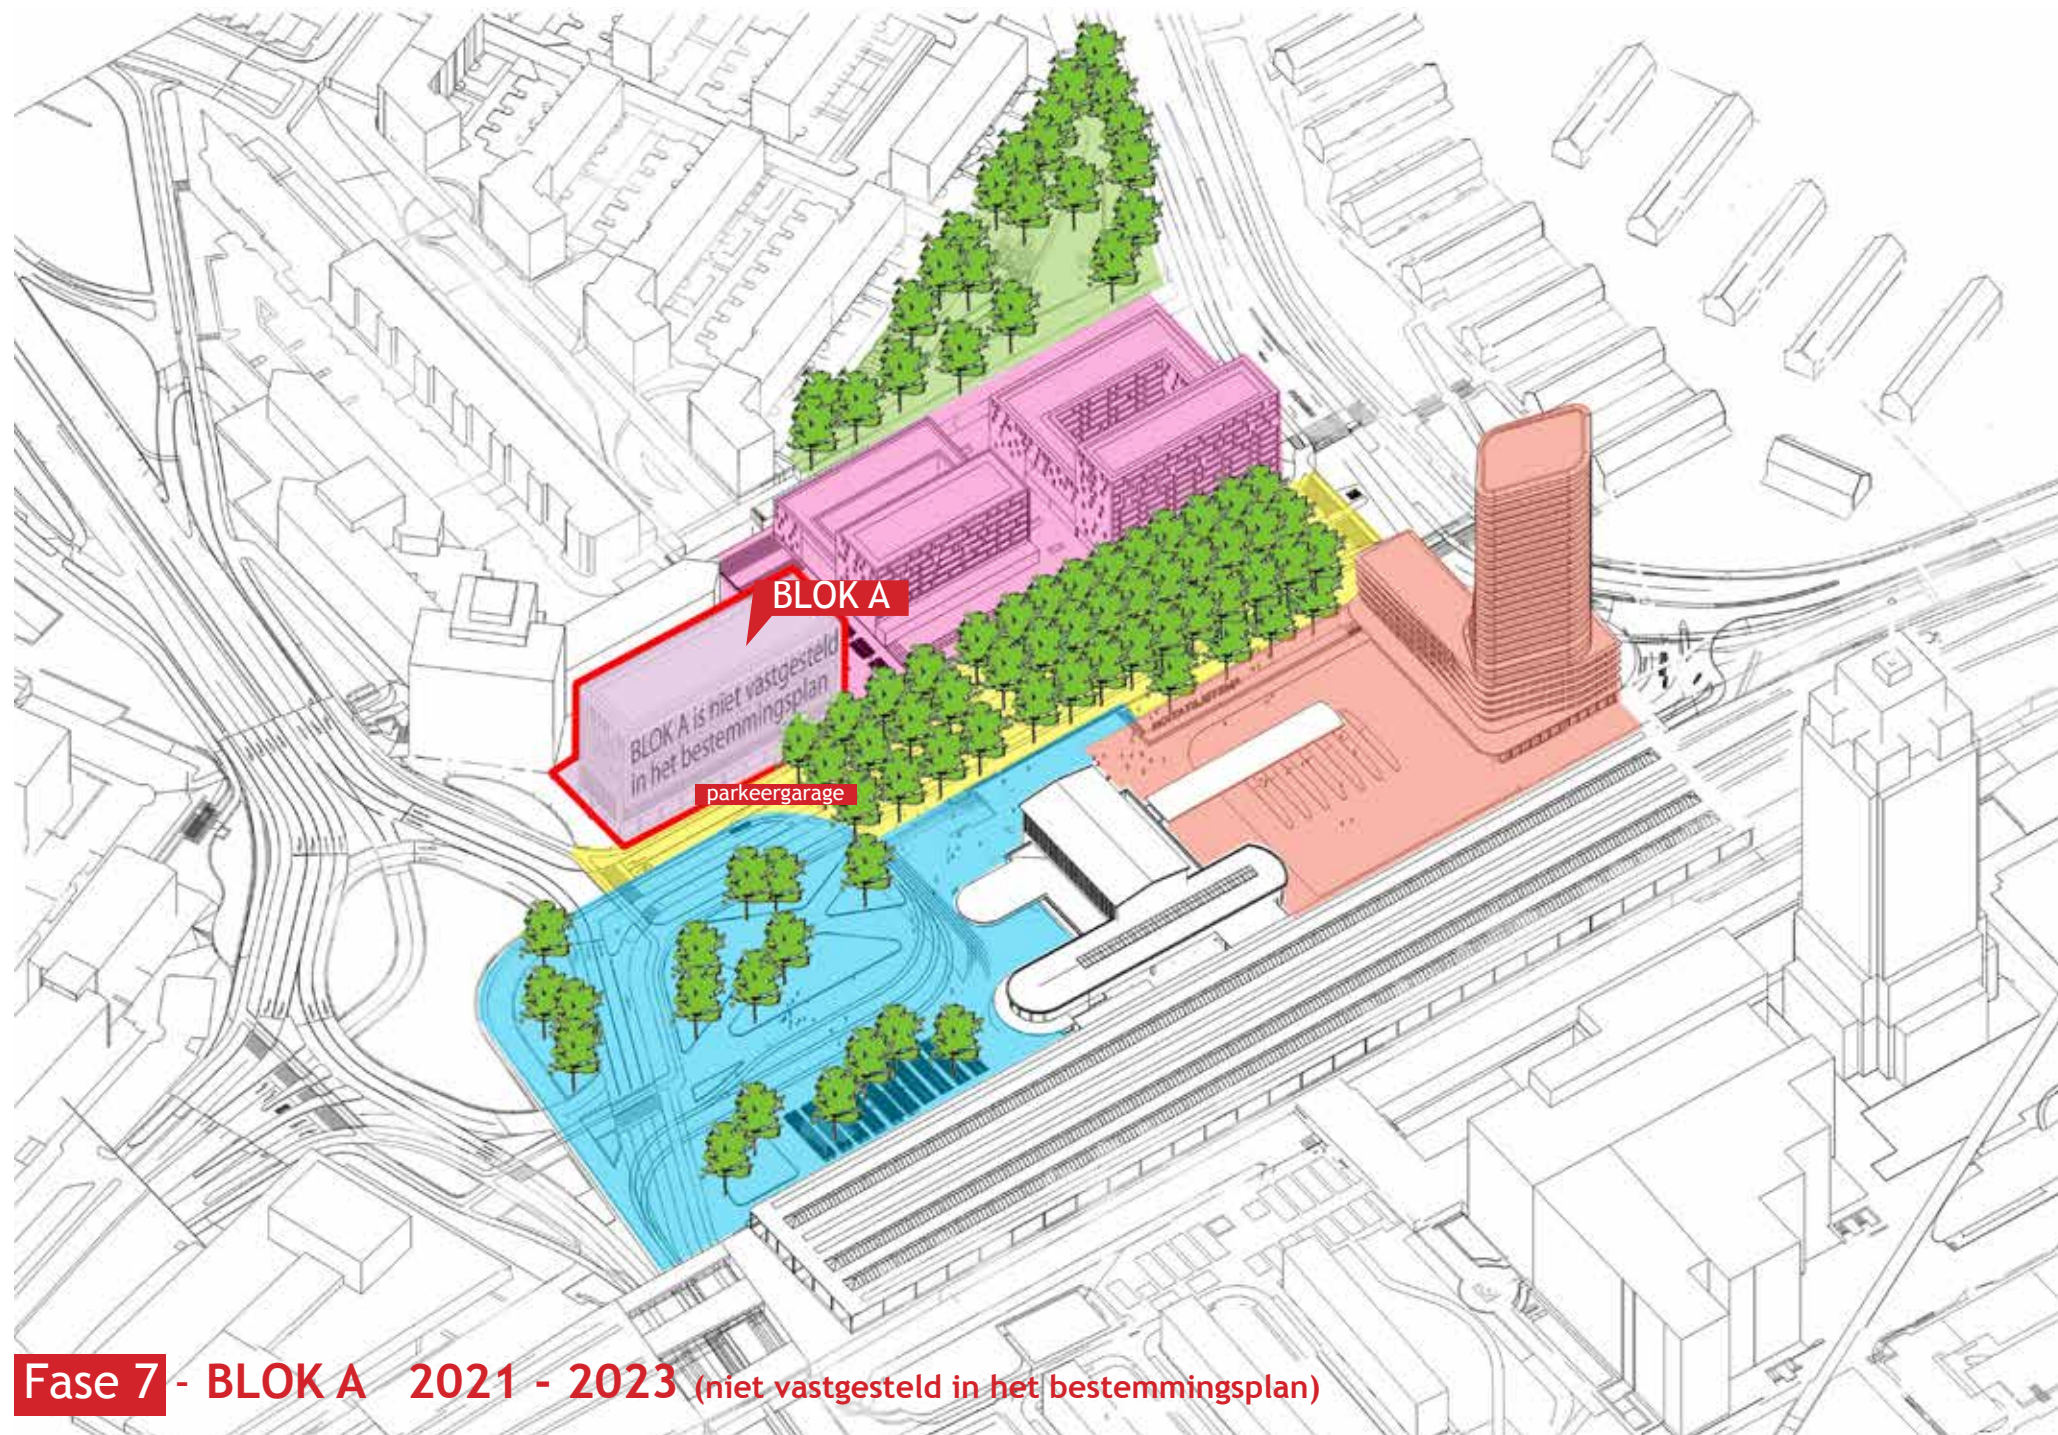 BLOK A
BLOK A is niet vastgesteld
in het bestemmingsplan
parkeergarage
Fase 7 - BLOK A 2021 - 2023 (niet vastgesteld in het bestemmingsplan)